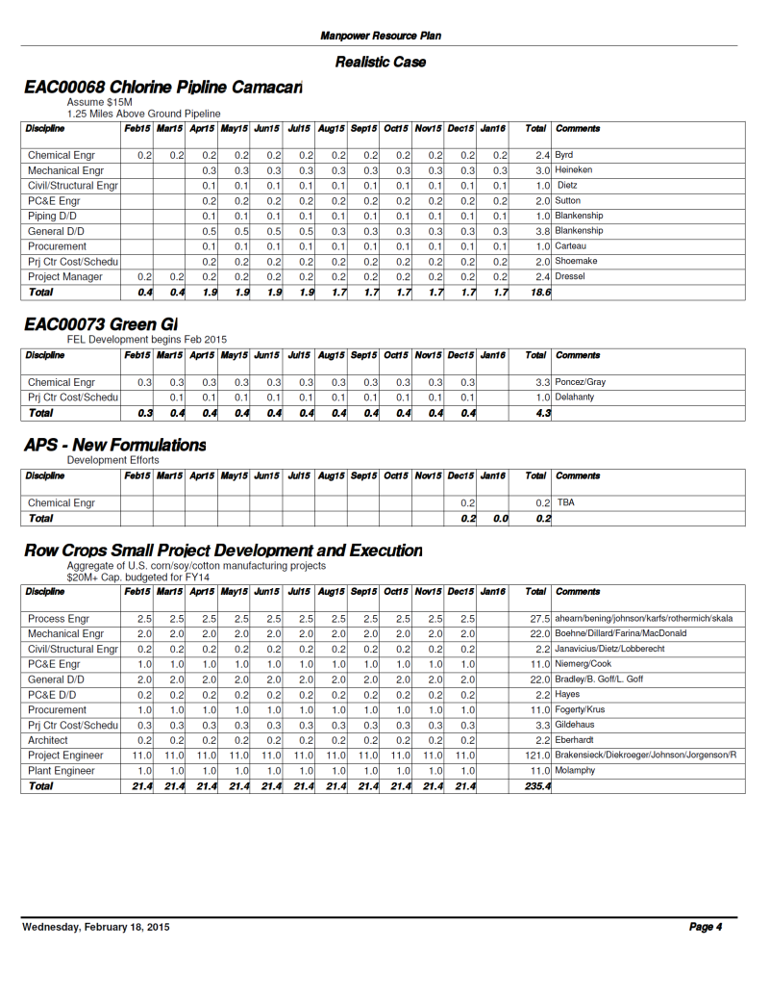 Manpower Resource Plan
Realistic Case
EAC00068 Chlorine Pipline Camacari
Assume $15M
1.25 Miles Above Ground Pipeline
Discipline Feb15 Mar15 Apr15 May15 Jun15 Jul15 Aug15 Sep15 Oct15 Nov15 Dec15 Jan16 Total Comments
Chemical Engr 0.2 0.2 0.2 0.2 0.2 0.2 0.2 0.2 0.2 0.2 0.2 0.2 2.4 Byrd
Mechanical Engr 0.3 0.3 0.3 0.3 0.3 0.3 0.3 0.3 0.3 0.3 3.0 Heineken
Civil/Structural Engr 0.1 0.1 0.1 0.1 0.1 0.1 0.1 0.1 0.1 0.1 1.0 Dietz
PC&E Engr 0.2 0.2 0.2 0.2 0.2 0.2 0.2 0.2 0.2 0.2 2.0 Sutton
Piping D/D 0.1 0.1 0.1 0.1 0.1 0.1 0.1 0.1 0.1 0.1 1.0 Blankenship
General D/D 0.5 0.5 0.5 0.5 0.3 0.3 0.3 0.3 0.3 0.3 3.8 Blankenship
Procurement 0.1 0.1 0.1 0.1 0.1 0.1 0.1 0.1 0.1 0.1 1.0 Carteau
Prj Ctr Cost/Schedu 0.2 0.2 0.2 0.2 0.2 0.2 0.2 0.2 0.2 0.2 2.0 Shoemake
Project Manager 0.2 0.2 0.2 0.2 0.2 0.2 0.2 0.2 0.2 0.2 0.2 0.2 2.4 Dressel
Total 0.4 0.4 1.9 1.9 1.9 1.9 1.7 1.7 1.7 1.7 1.7 1.7 18.6
EAC00073 Green GI
FEL Development begins Feb 2015
Discipline Feb15 Mar15 Apr15 May15 Jun15 Jul15 Aug15 Sep15 Oct15 Nov15 Dec15 Jan16 Total Comments
Chemical Engr 0.3 0.3 0.3 0.3 0.3 0.3 0.3 0.3 0.3 0.3 0.3 3.3 Poncez/Gray
Prj Ctr Cost/Schedu 0.1 0.1 0.1 0.1 0.1 0.1 0.1 0.1 0.1 0.1 1.0 Delahanty
Total 0.3 0.4 0.4 0.4 0.4 0.4 0.4 0.4 0.4 0.4 0.4 4.3
APS - New Formulations
Development Efforts
Discipline Feb15 Mar15 Apr15 May15 Jun15 Jul15 Aug15 Sep15 Oct15 Nov15 Dec15 Jan16 Total Comments
Chemical Engr 0.2 0.2 TBA
Total 0.2 0.0 0.2
Row Crops Small Project Development and Execution
Aggregate of U.S. corn/soy/cotton manufacturing projects
$20M+ Cap. budgeted for FY14
Discipline Feb15 Mar15 Apr15 May15 Jun15 Jul15 Aug15 Sep15 Oct15 Nov15 Dec15 Jan16 Total Comments
Process Engr 2.5 2.5 2.5 2.5 2.5 2.5 2.5 2.5 2.5 2.5 2.5 27.5 ahearn/bening/johnson/karfs/rothermich/skala
Mechanical Engr 2.0 2.0 2.0 2.0 2.0 2.0 2.0 2.0 2.0 2.0 2.0 22.0 Boehne/Dillard/Farina/MacDonald
Civil/Structural Engr 0.2 0.2 0.2 0.2 0.2 0.2 0.2 0.2 0.2 0.2 0.2 2.2 Janavicius/Dietz/Lobberecht
PC&E Engr 1.0 1.0 1.0 1.0 1.0 1.0 1.0 1.0 1.0 1.0 1.0 11.0 Niemerg/Cook
General D/D 2.0 2.0 2.0 2.0 2.0 2.0 2.0 2.0 2.0 2.0 2.0 22.0 Bradley/B. Goff/L. Goff
PC&E D/D 0.2 0.2 0.2 0.2 0.2 0.2 0.2 0.2 0.2 0.2 0.2 2.2 Hayes
Procurement 1.0 1.0 1.0 1.0 1.0 1.0 1.0 1.0 1.0 1.0 1.0 11.0 Fogerty/Krus
Prj Ctr Cost/Schedu 0.3 0.3 0.3 0.3 0.3 0.3 0.3 0.3 0.3 0.3 0.3 3.3 Gildehaus
Architect 0.2 0.2 0.2 0.2 0.2 0.2 0.2 0.2 0.2 0.2 0.2 2.2 Eberhardt
Project Engineer 11.0 11.0 11.0 11.0 11.0 11.0 11.0 11.0 11.0 11.0 11.0 121.0 Brakensieck/Diekroeger/Johnson/Jorgenson/R
Plant Engineer 1.0 1.0 1.0 1.0 1.0 1.0 1.0 1.0 1.0 1.0 1.0 11.0 Molamphy
Total 21.4 21.4 21.4 21.4 21.4 21.4 21.4 21.4 21.4 21.4 21.4 235.4
Wednesday, February 18, 2015 Page 4